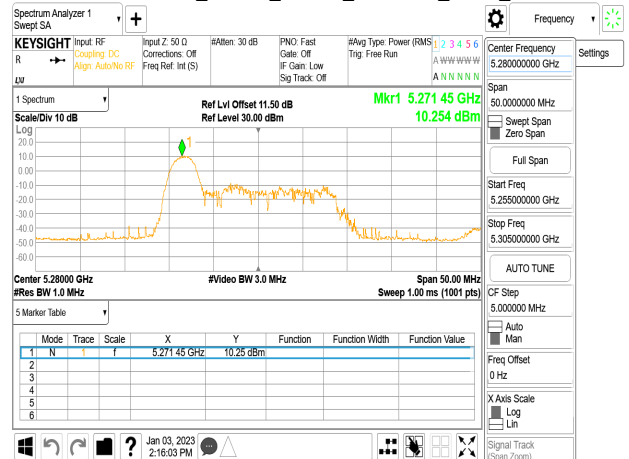 Spectrum Analyzer 1
Swept SA
Frequency
KEYSIGHT
R
Input: RF
Coupling: DC
Align: Auto/No RF
Input Z: 50 Ω
Corrections: Off
Freq Ref: Int (S)
#Atten: 30 dB
PNO: Fast
Gate: Off
IF Gain: Low
Sig Track: Off
#Avg Type: Power (RMS
Trig: Free Run
1 2 3 4 5 6
A W W W W W
A N N N N N
1 Spectrum
Scale/Div 10 dB
Ref Lvl Offset 11.50 dB
Ref Level 30.00 dBm
Mkr1 5.271 45 GHz
10.254 dBm
Log
20.0
10.0
0.00
-10.0
-20.0
-30.0
-40.0
-50.0
-60.0
1
Center 5.28000 GHz
#Res BW 1.0 MHz
#Video BW 3.0 MHz
Span 50.00 MHz
Sweep 1.00 ms (1001 pts)
5 Marker Table
Mode Trace Scale X Y Function Function Width Function Value
1 N 1 f 5.271 45 GHz 10.25 dBm
2
3
4
5
6
Jan 03, 2023
2:16:03 PM
Center Frequency
5.280000000 GHz
Settings
Span
50.0000000 MHz
Swept Span
Zero Span
Full Span
Start Freq
5.255000000 GHz
Stop Freq
5.305000000 GHz
AUTO TUNE
CF Step
5.000000 MHz
Auto
Man
Freq Offset
0 Hz
X Axis Scale
Log
Lin
Signal Track
(Span Zoom)